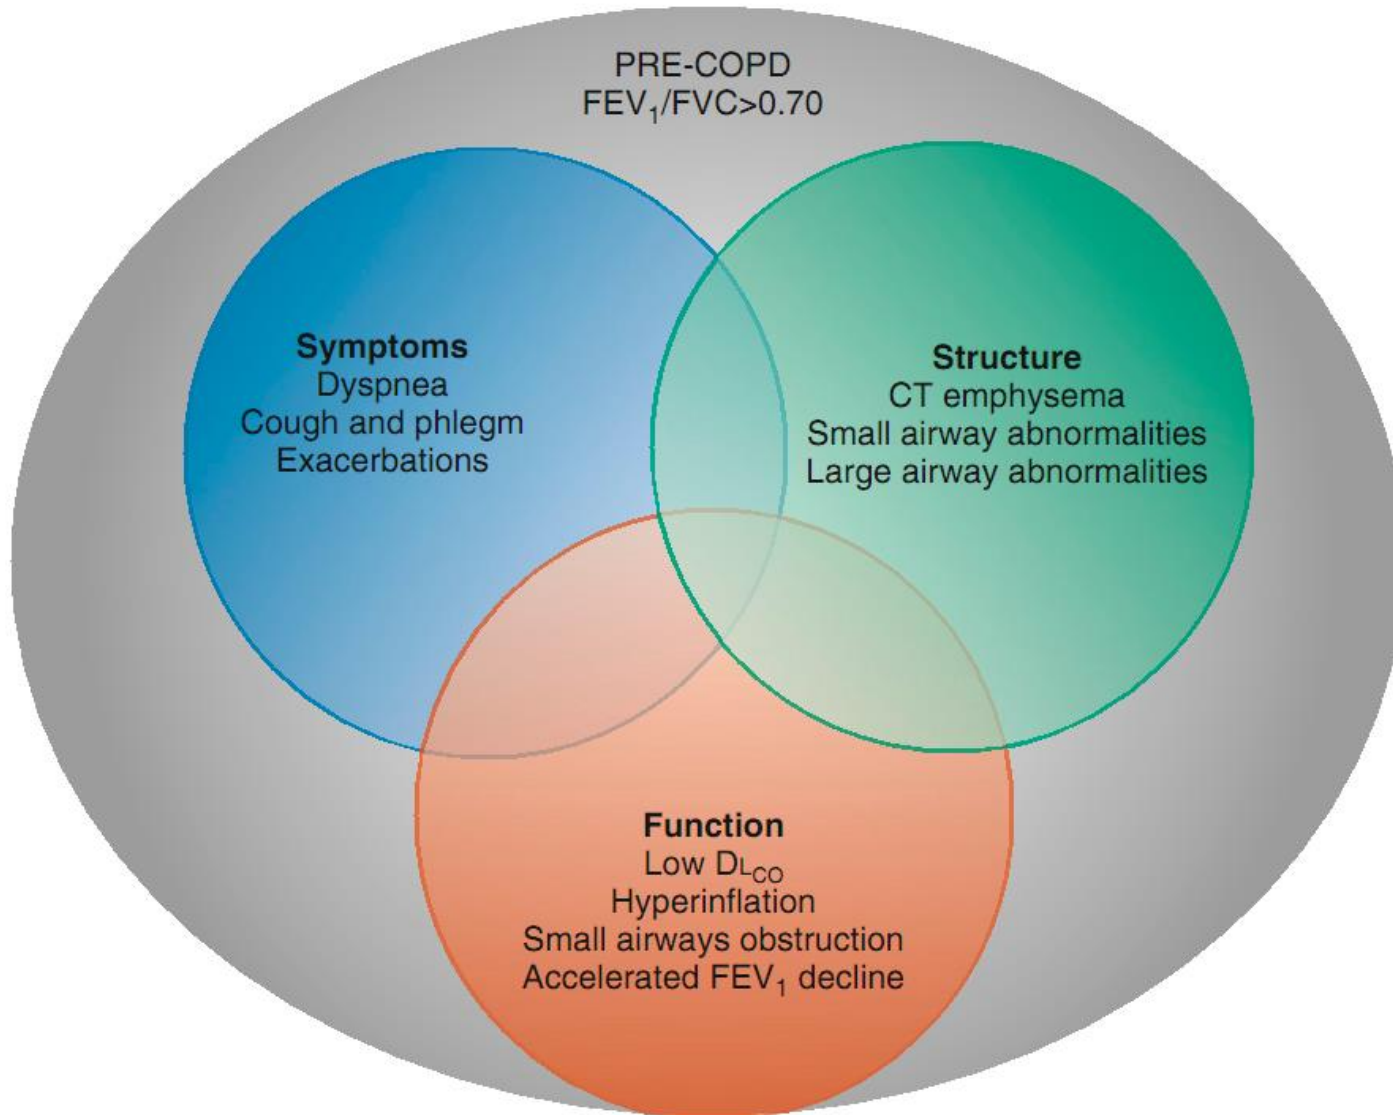 PRE-COPD
FEV₁/FVC>0.70
Symptoms
Dyspnea
Cough and phlegm
Exacerbations
Structure
CT emphysema
Small airway abnormalities
Large airway abnormalities
Function
Low DLCO
Hyperinflation
Small airways obstruction
Accelerated FEV₁ decline